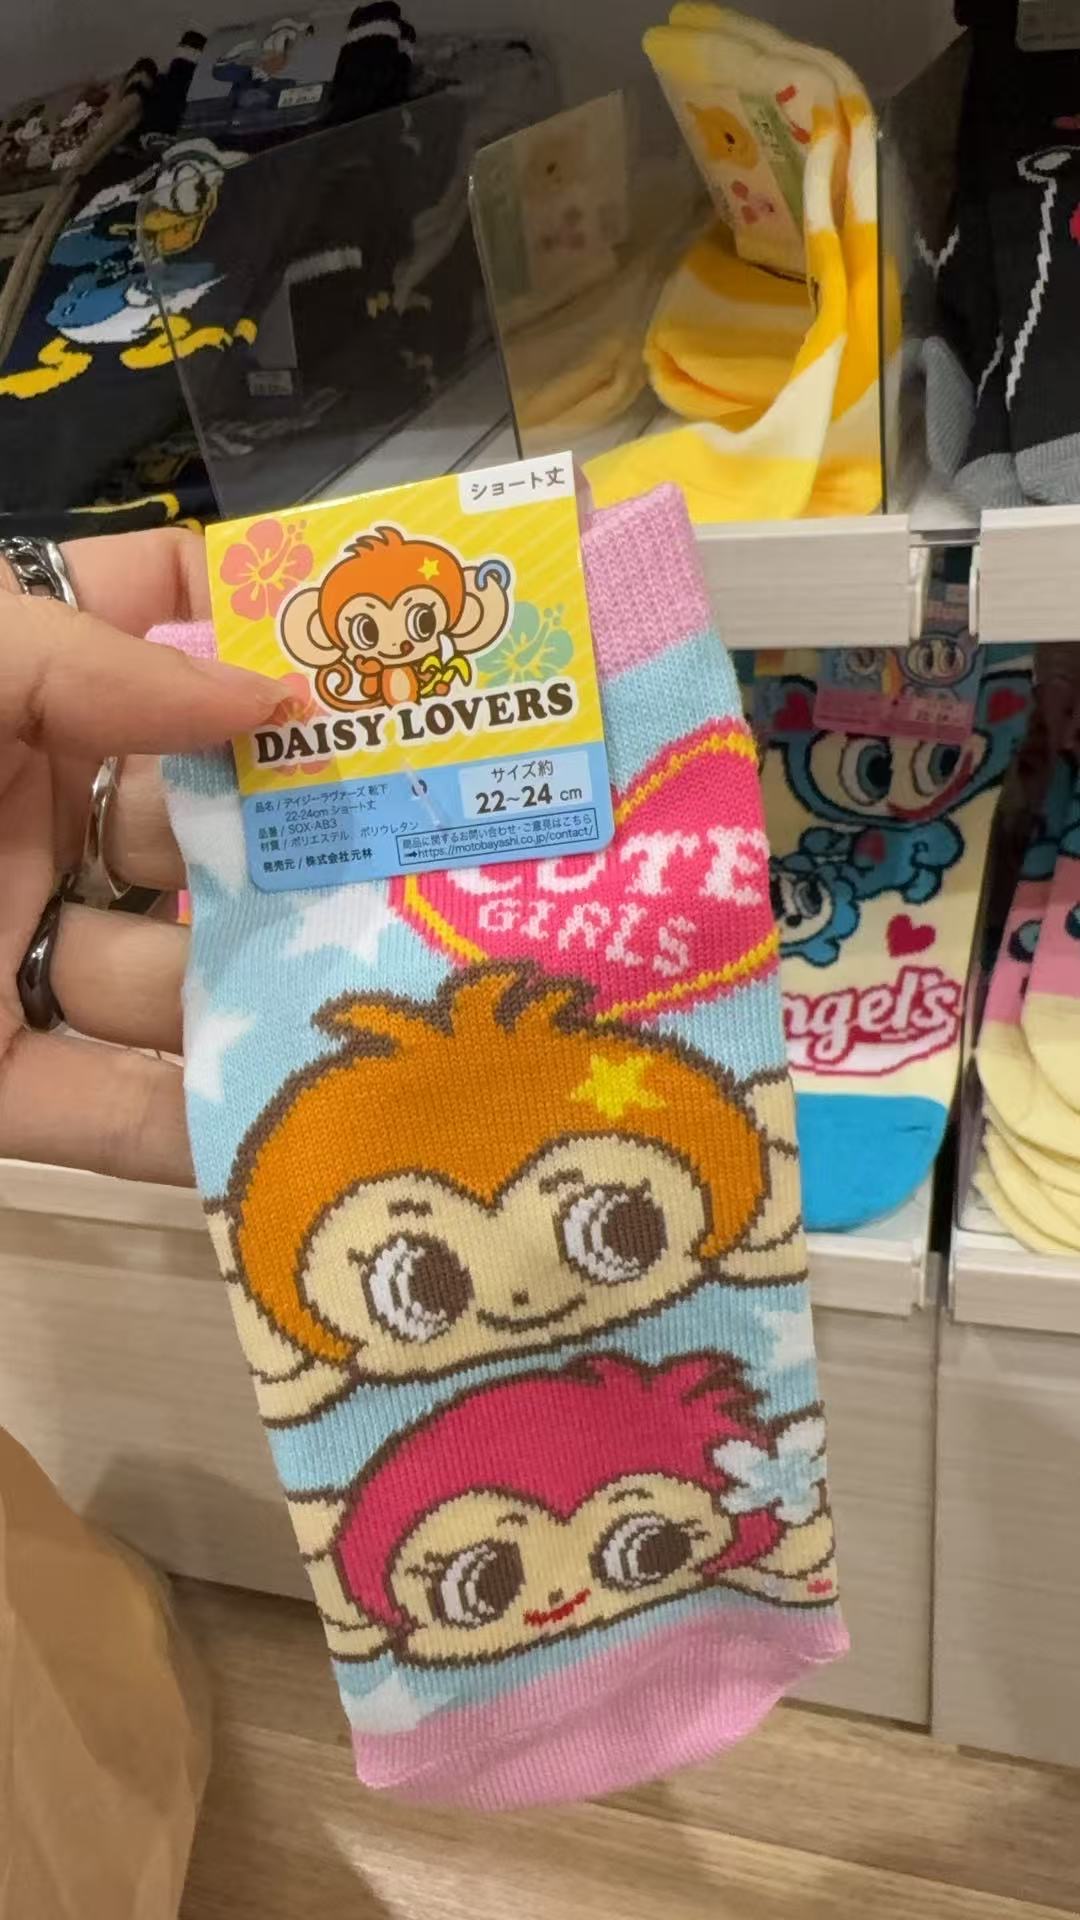 ショート丈
DAISY LOVERS
サイズ約
22~24 cm
品名/デイジーラヴァーズ 靴下
22-24cm ショート丈
品番/SOX-AB3
材質/ポリエステル、ポリウレタン
発売元/株式会社元林
商品に関するお問い合わせ・ご意見はこちら
➡https://motobayashi.co.jp/contact/
CUTE
GIRLS
ngel's